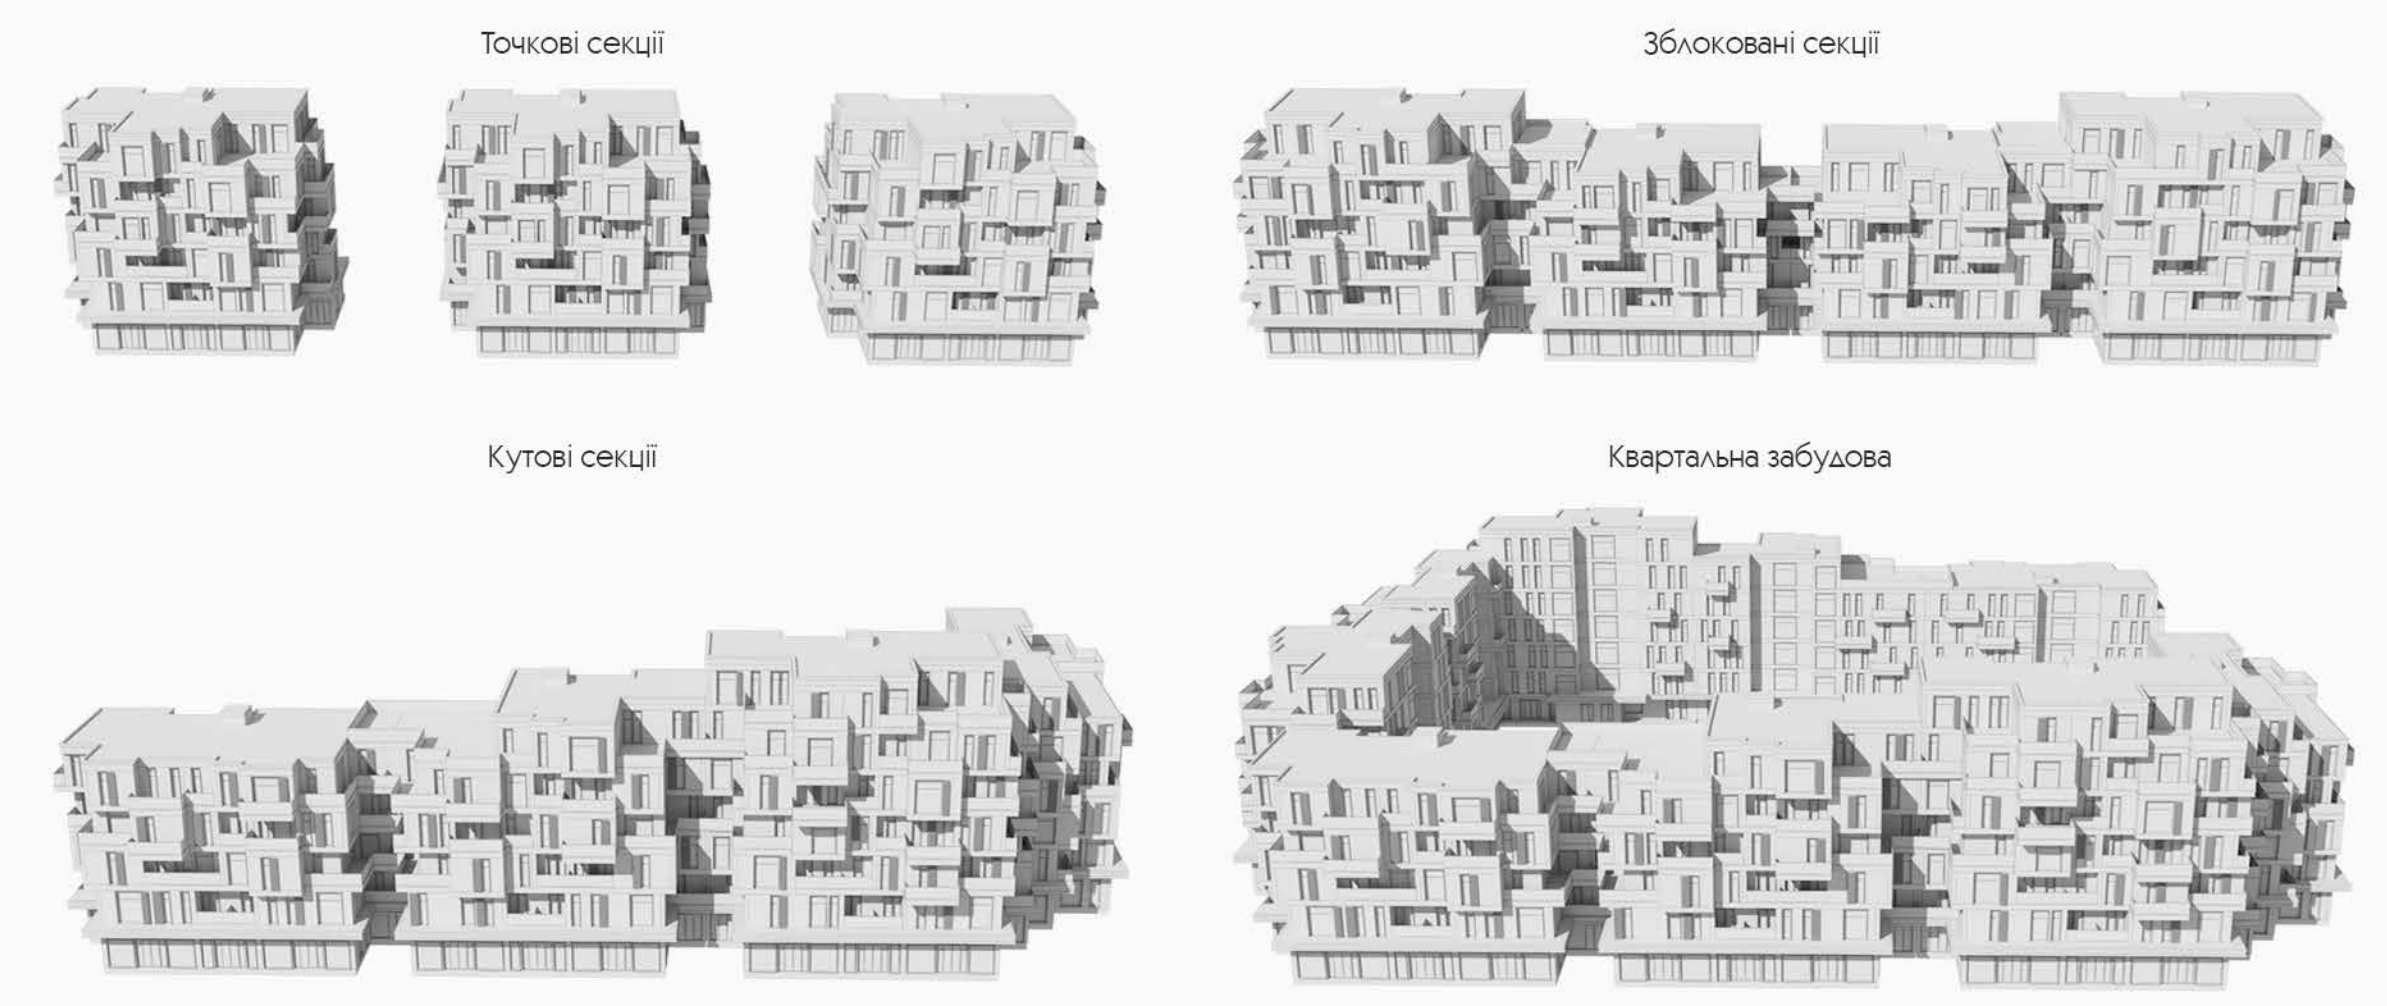 Точкові секції
Зблоковані секції
Кутові секції
Квартальна забудова